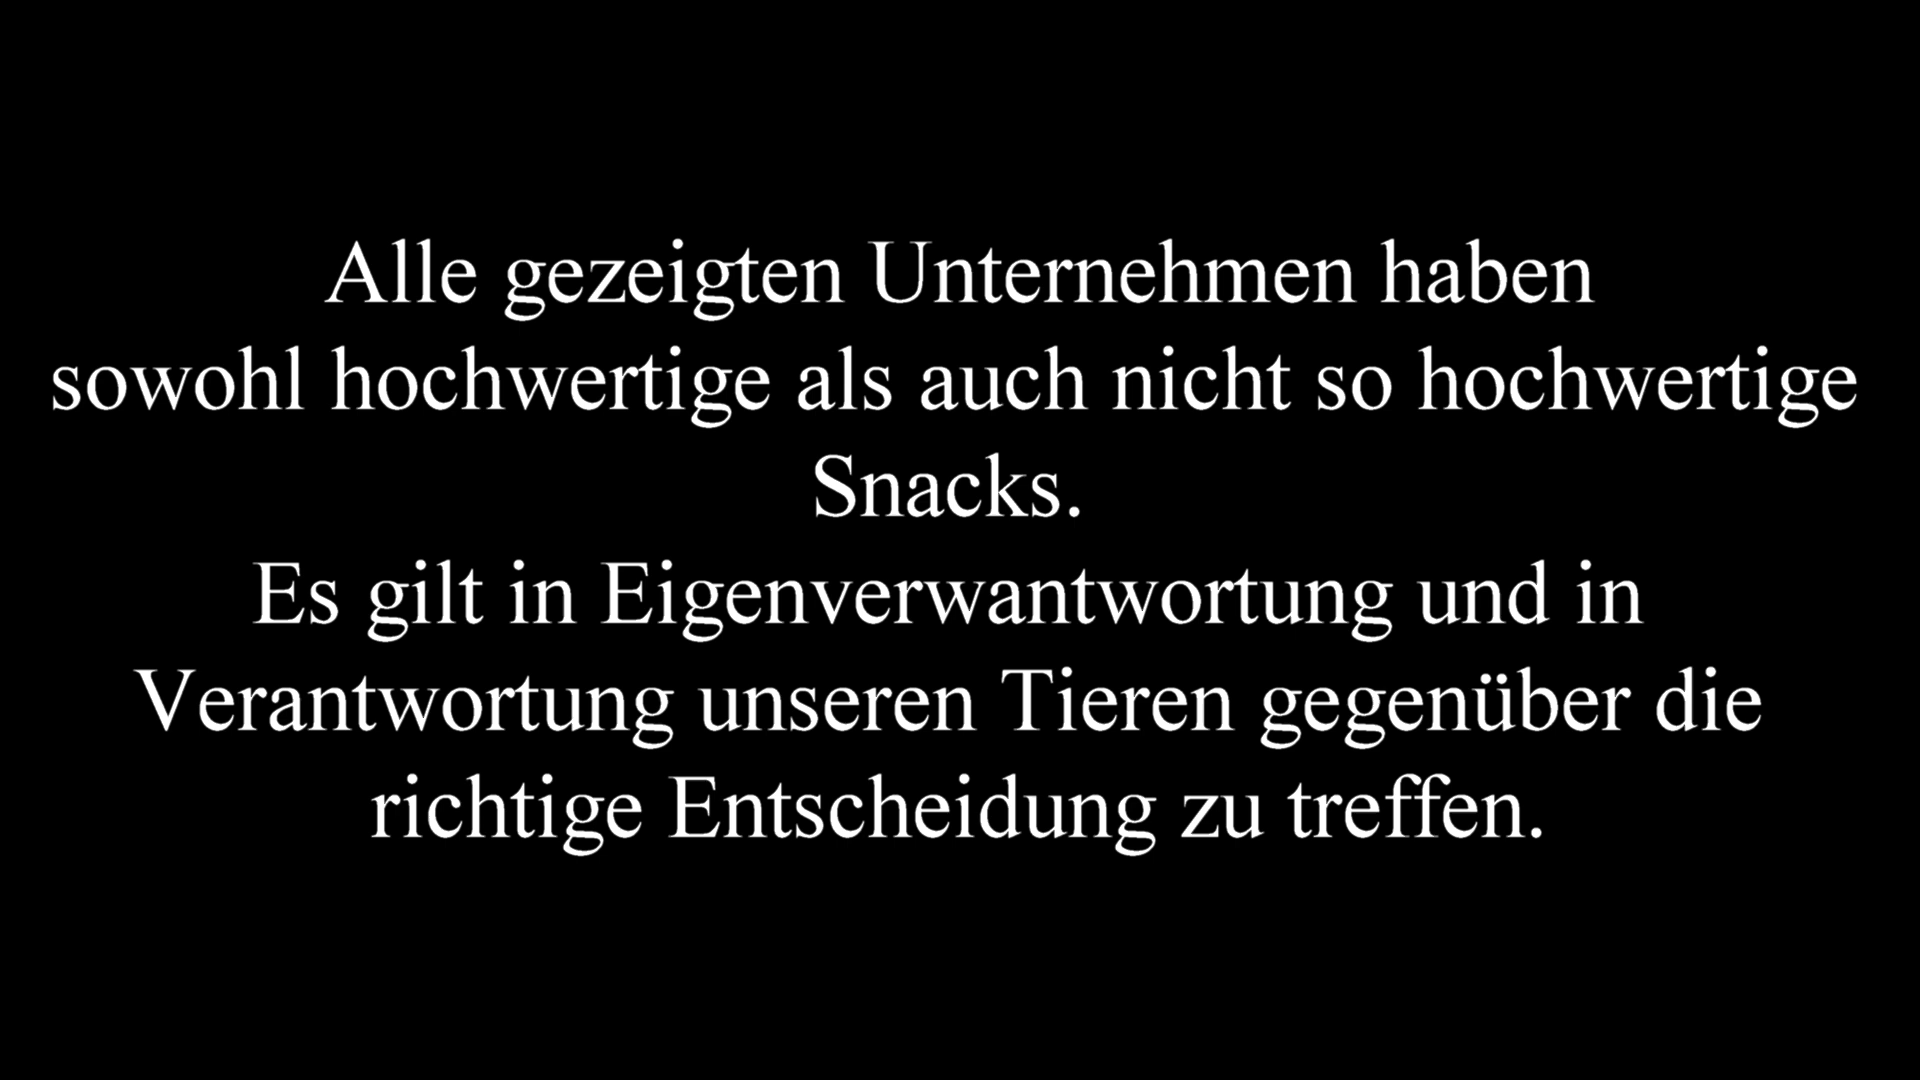 Alle gezeigten Unternehmen haben
sowohl hochwertige als auch nicht so hochwertige
Snacks.
Es gilt in Eigenverwantwortung und in
Verantwortung unseren Tieren gegenüber die
richtige Entscheidung zu treffen.